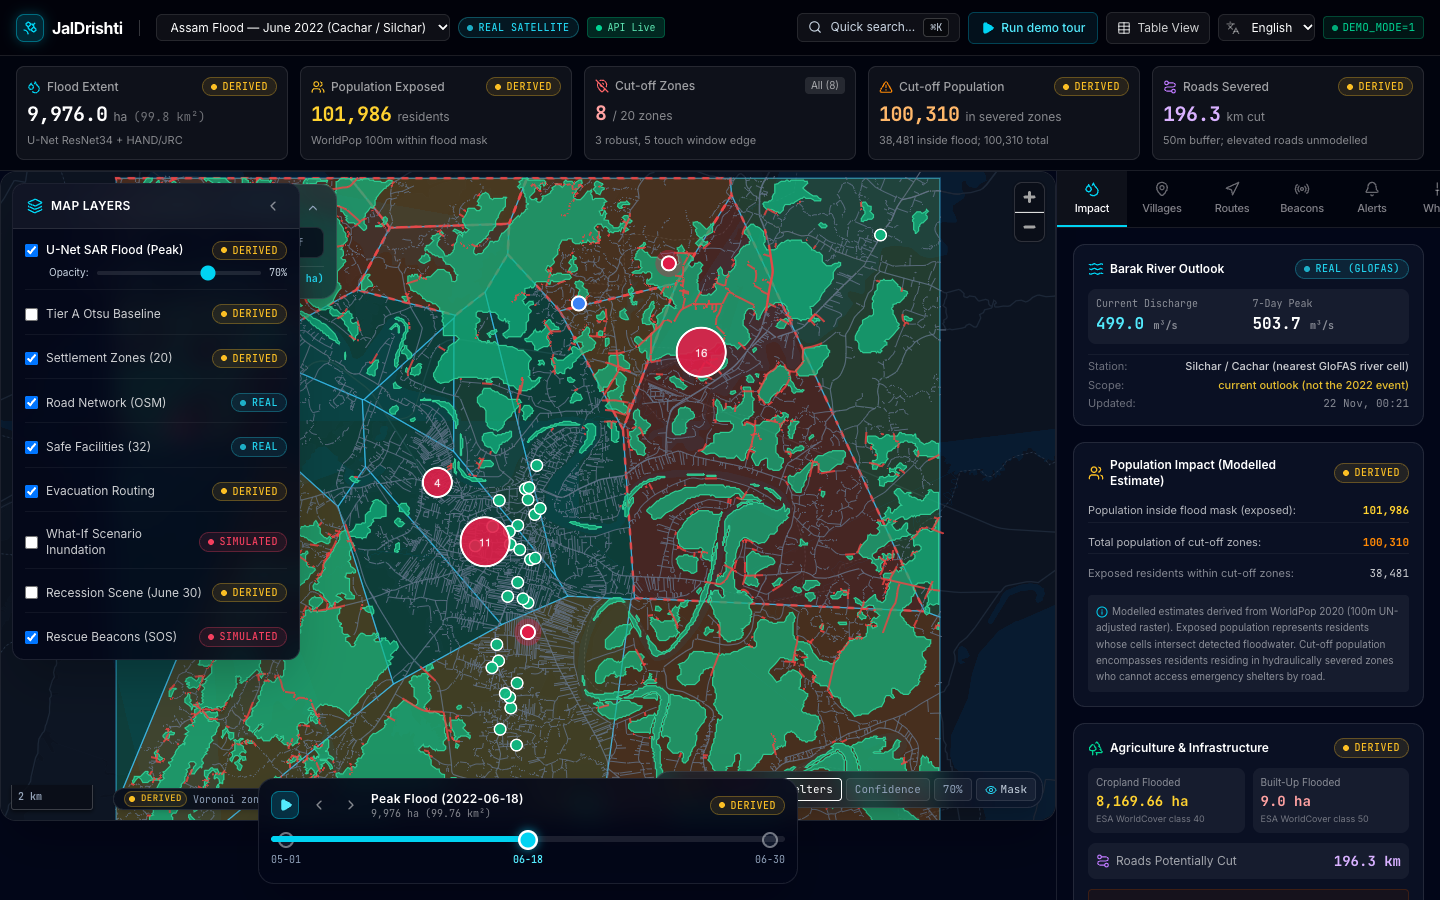 JalDrishti
Assam Flood — June 2022 (Cachar / Silchar)
REAL SATELLITE
API Live
Quick search...
⌘K
Run demo tour
Table View
English
DEMO_MODE=1
Flood Extent
DERIVED
9,976.0 ha (99.8 km²)
U-Net ResNet34 + HAND/JRC
Population Exposed
DERIVED
101,986 residents
WorldPop 100m within flood mask
Cut-off Zones
All (8)
8 / 20 zones
3 robust, 5 touch window edge
Cut-off Population
DERIVED
100,310 in severed zones
38,481 inside flood; 100,310 total
Roads Severed
DERIVED
196.3 km cut
50m buffer; elevated roads unmodelled
MAP LAYERS
U-Net SAR Flood (Peak)
DERIVED
Opacity:
70%
Tier A Otsu Baseline
DERIVED
Settlement Zones (20)
DERIVED
Road Network (OSM)
REAL
Safe Facilities (32)
REAL
Evacuation Routing
DERIVED
What-If Scenario
Inundation
SIMULATED
Recession Scene (June 30)
DERIVED
Rescue Beacons (SOS)
SIMULATED
ha)
16
4
11
2 km
DERIVED
Voronoi zon
Peak Flood (2022-06-18)
9,976 ha (99.76 km²)
DERIVED
05-01
06-18
06-30
lters
Confidence
70%
Mask
Impact
Villages
Routes
Beacons
Alerts
Wh
Barak River Outlook
REAL (GLOFAS)
Current Discharge
499.0 m³/s
7-Day Peak
503.7 m³/s
Station:
Silchar / Cachar (nearest GloFAS river cell)
Scope:
current outlook (not the 2022 event)
Updated:
22 Nov, 00:21
Population Impact (Modelled
Estimate)
DERIVED
Population inside flood mask (exposed):
101,986
Total population of cut-off zones:
100,310
Exposed residents within cut-off zones:
38,481
Modelled estimates derived from WorldPop 2020 (100m UN-
adjusted raster). Exposed population represents residents
whose cells intersect detected floodwater. Cut-off population
encompasses residents residing in hydraulically severed zones
who cannot access emergency shelters by road.
Agriculture & Infrastructure
DERIVED
Cropland Flooded
8,169.66 ha
ESA WorldCover class 40
Built-Up Flooded
9.0 ha
ESA WorldCover class 50
Roads Potentially Cut
196.3 km